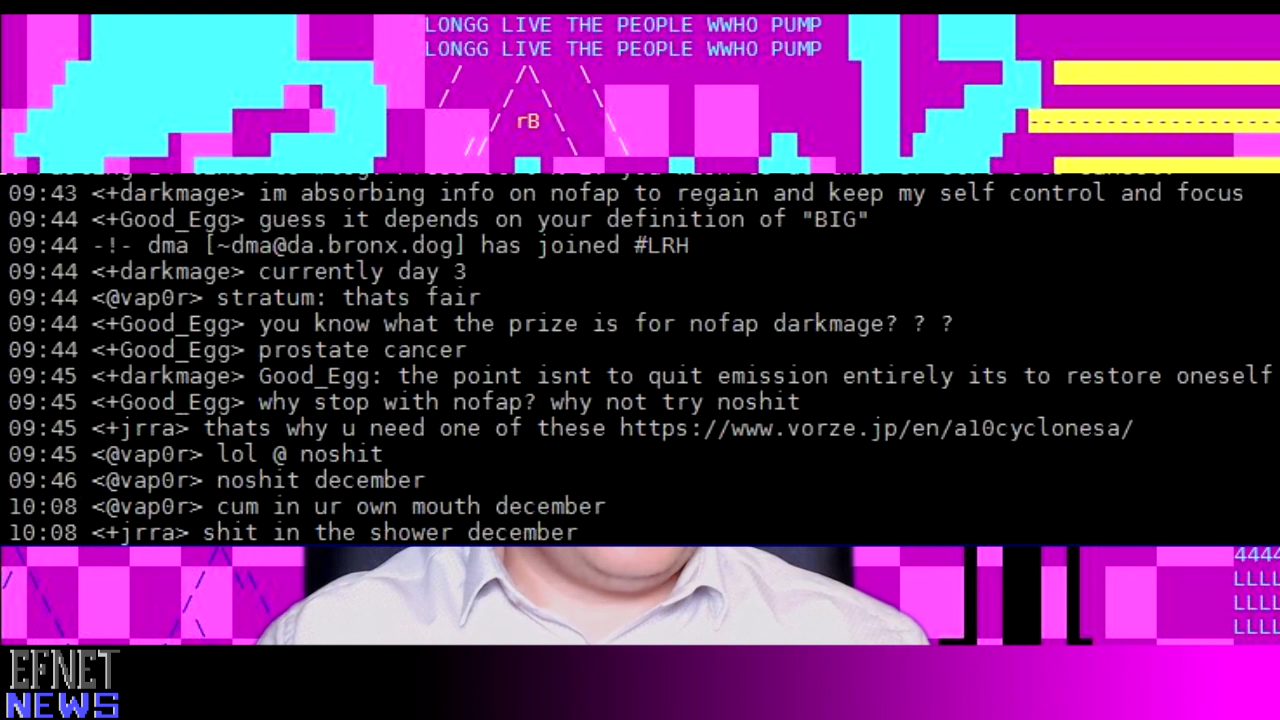 LONGG LIVE THE PEOPLE WWHO PUMP
LONGG LIVE THE PEOPLE WWHO PUMP
rB
09:43 <+darkmage> im absorbing info on nofap to regain and keep my self control and focus
09:44 <+Good_Egg> guess it depends on your definition of "BIG"
09:44 -!- dma [~dma@da.bronx.dog] has joined #LRH
09:44 <+darkmage> currently day 3
09:44 <@vap0r> stratum: thats fair
09:44 <+Good_Egg> you know what the prize is for nofap darkmage? ? ?
09:44 <+Good_Egg> prostate cancer
09:45 <+darkmage> Good_Egg: the point isnt to quit emission entirely its to restore oneself
09:45 <+Good_Egg> why stop with nofap? why not try noshit
09:45 <+jrra> thats why u need one of these https://www.vorze.jp/en/a10cyclonesa/
09:45 <@vap0r> lol @ noshit
09:46 <@vap0r> noshit december
10:08 <@vap0r> cum in ur own mouth december
10:08 <+jrra> shit in the shower december
4444
LLLL
LLLL
LLLL
EFNET
NEWS